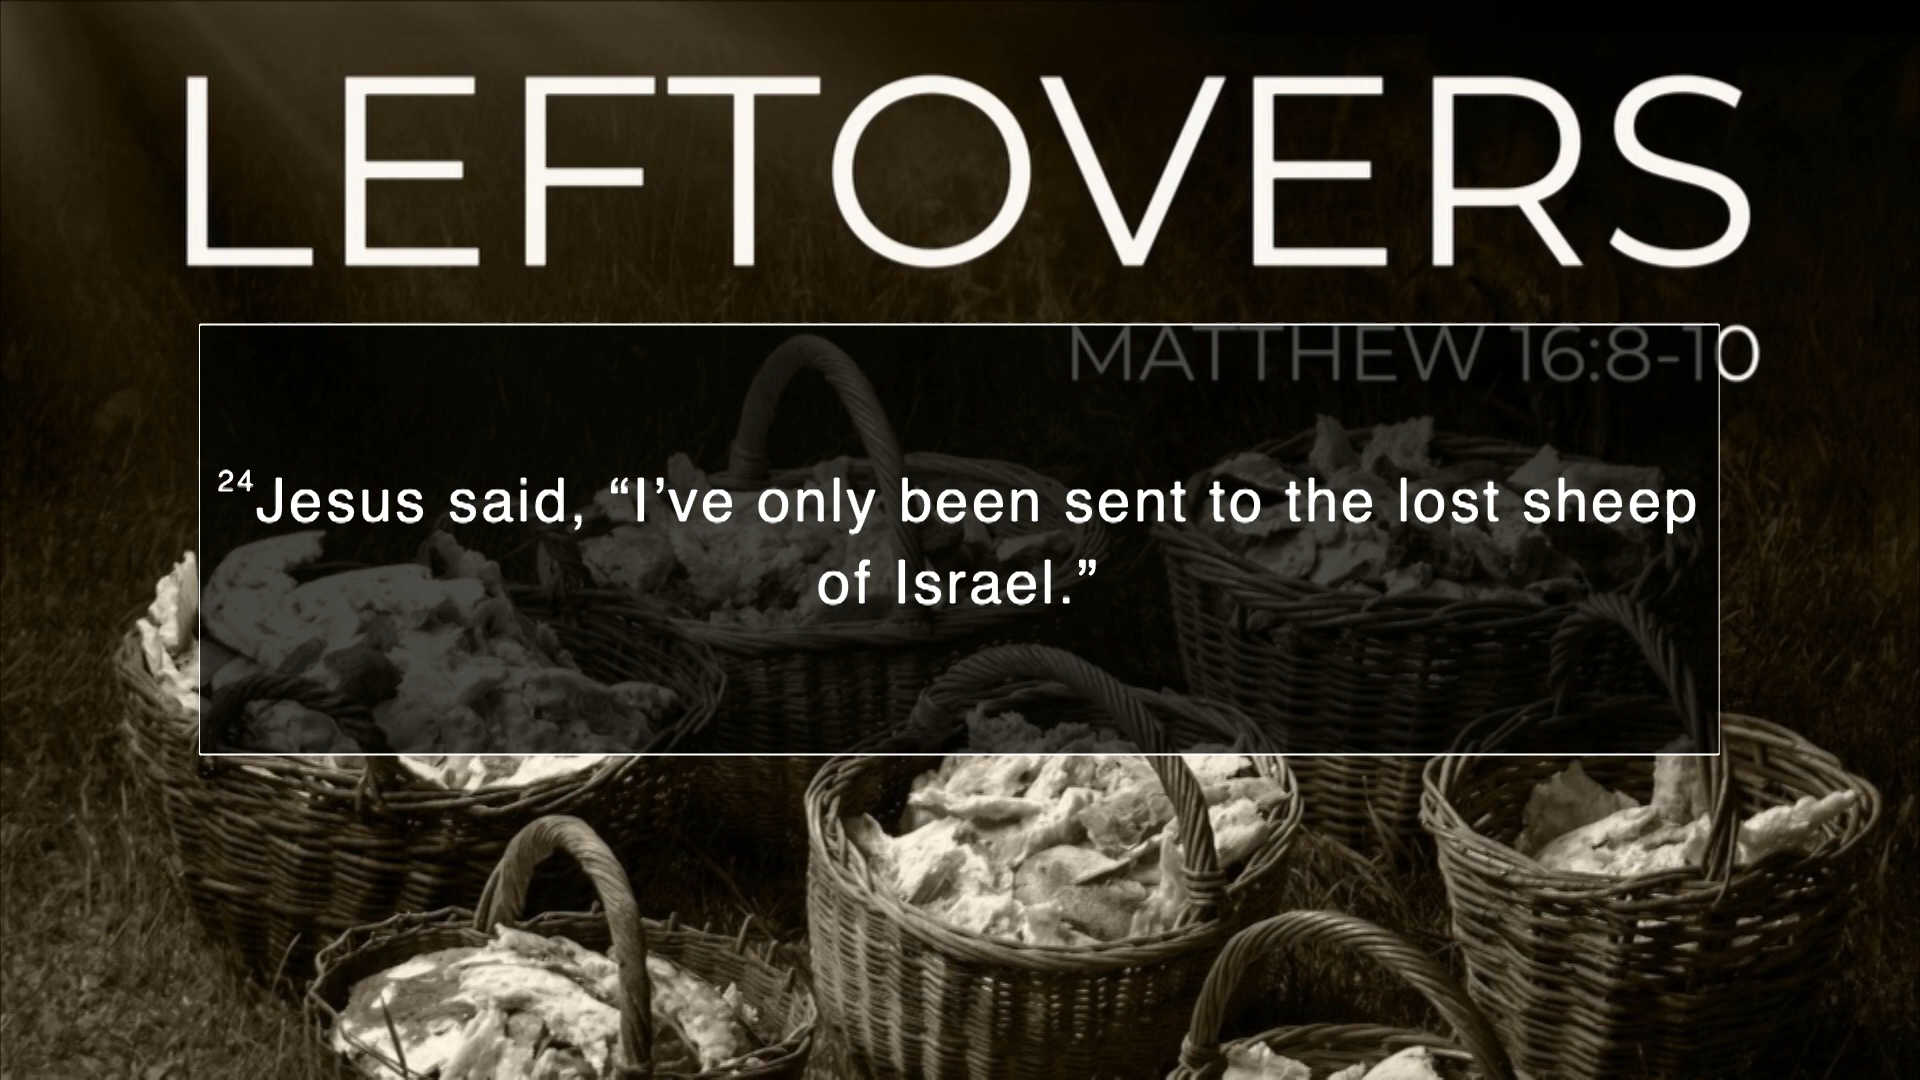 LEFTOVERS
MATTHEW 16:8-10
24Jesus said, “I’ve only been sent to the lost sheep
of Israel.”